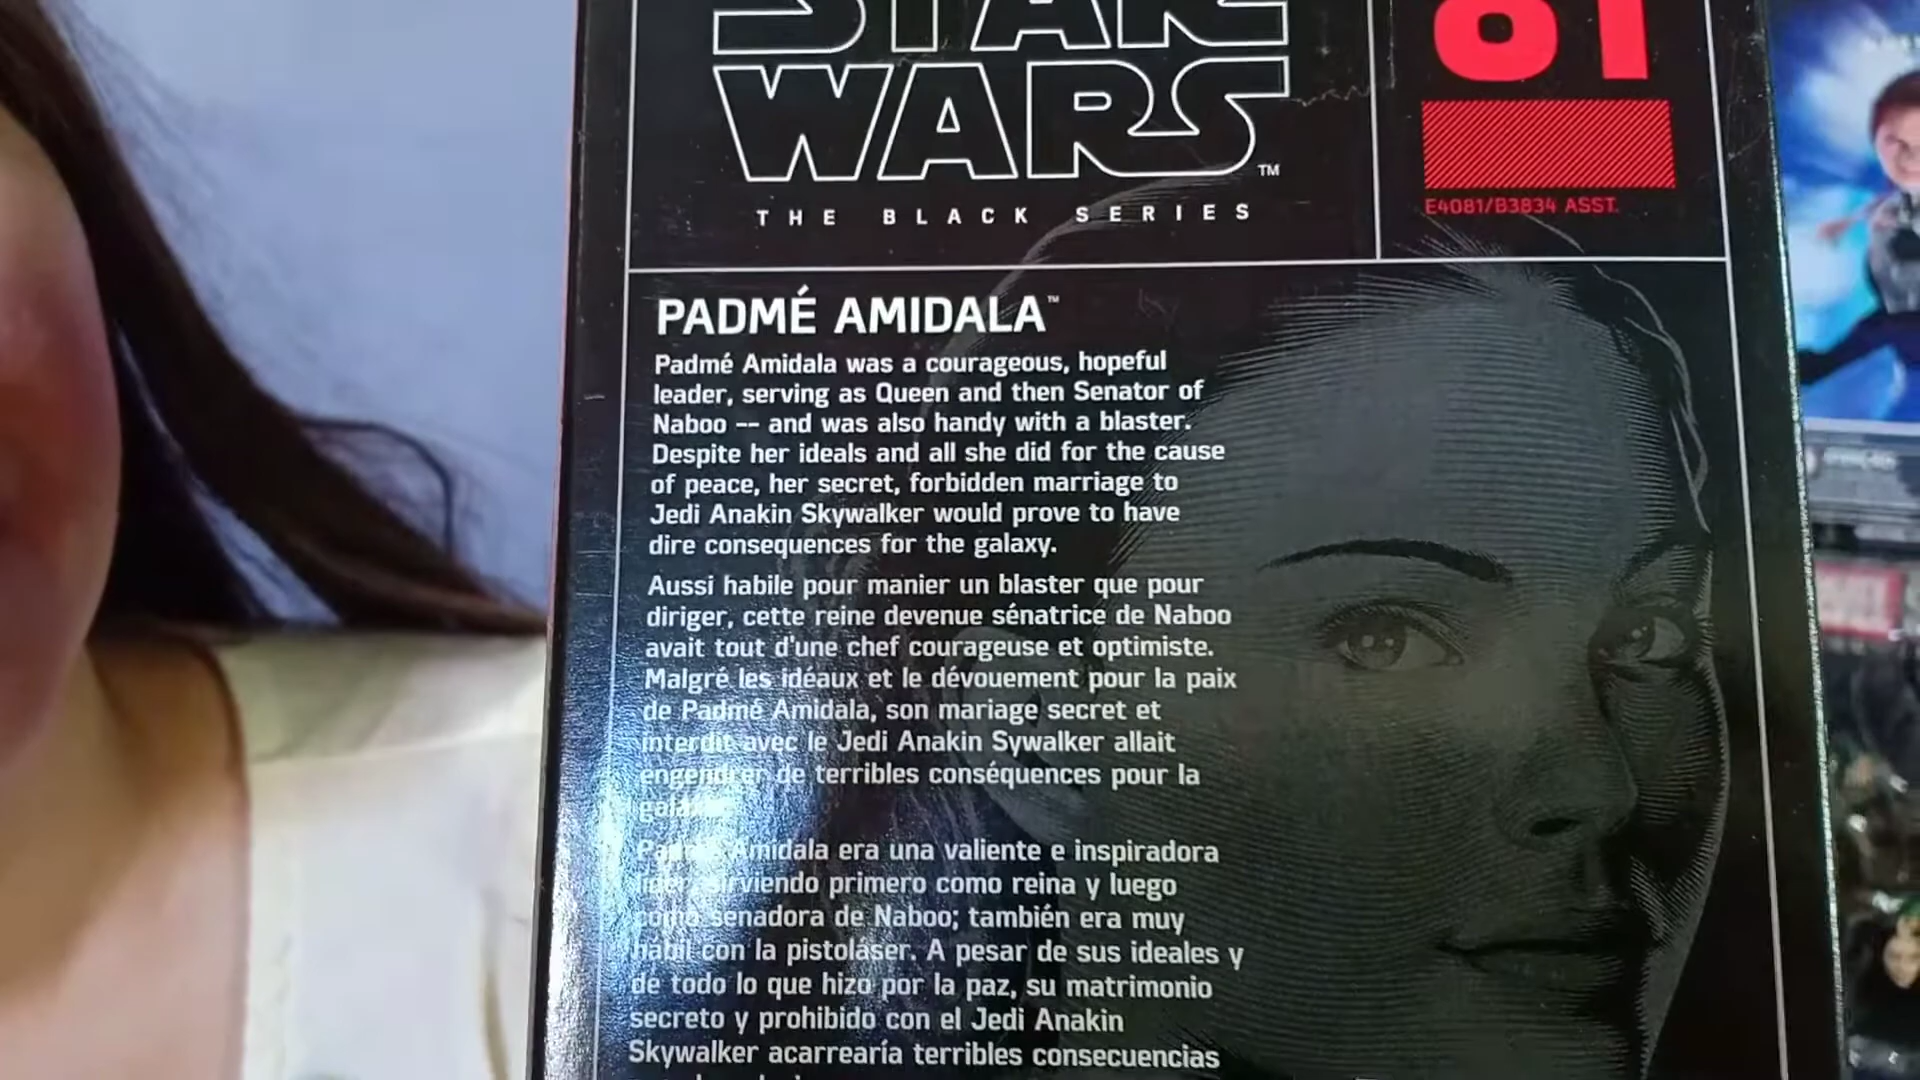 STAR
WARS
TM
THE BLACK SERIES
81
E4081/B3834 ASST.
PADMÉ AMIDALA™
Padmé Amidala was a courageous, hopeful
leader, serving as Queen and then Senator of
Naboo -- and was also handy with a blaster.
Despite her ideals and all she did for the cause
of peace, her secret, forbidden marriage to
Jedi Anakin Skywalker would prove to have
dire consequences for the galaxy.
Aussi habile pour manier un blaster que pour
diriger, cette reine devenue sénatrice de Naboo
avait tout d'une chef courageuse et optimiste.
Malgré les idéaux et le dévouement pour la paix
de Padmé Amidala, son mariage secret et
interdit avec le Jedi Anakin Sywalker allait
engendrer de terribles conséquences pour la
Amidala era una valiente e inspiradora
sirviendo primero como reina y luego
como senadora de Naboo; también era muy
hábil con la pistoláser. A pesar de sus ideales y
de todo lo que hizo por la paz, su matrimonio
secreto y prohibido con el Jedi Anakin
Skywalker acarrearía terribles consecuencias